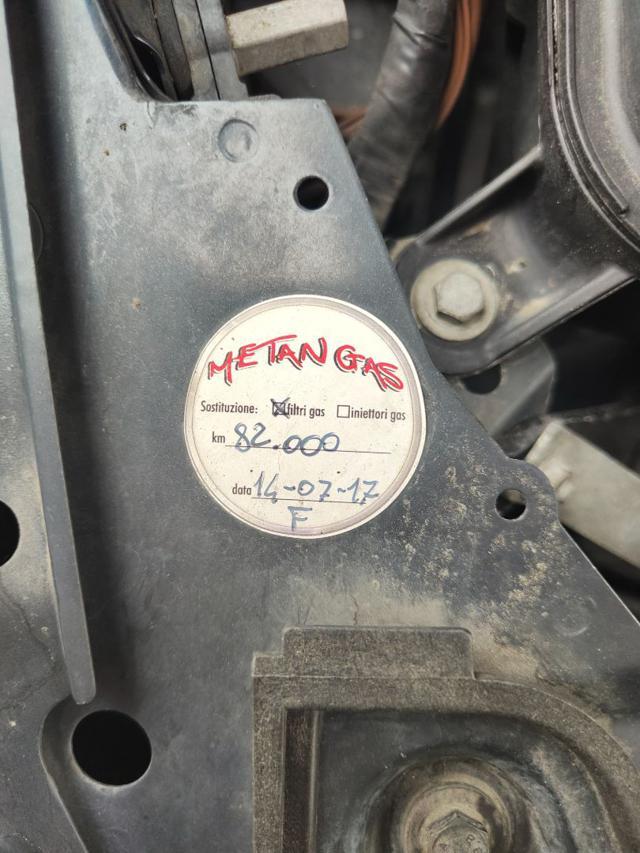 METAN GAS
Sostituzione: ☒ filtri gas ☐ iniettori gas
km 82.000
data 14-07-17
F